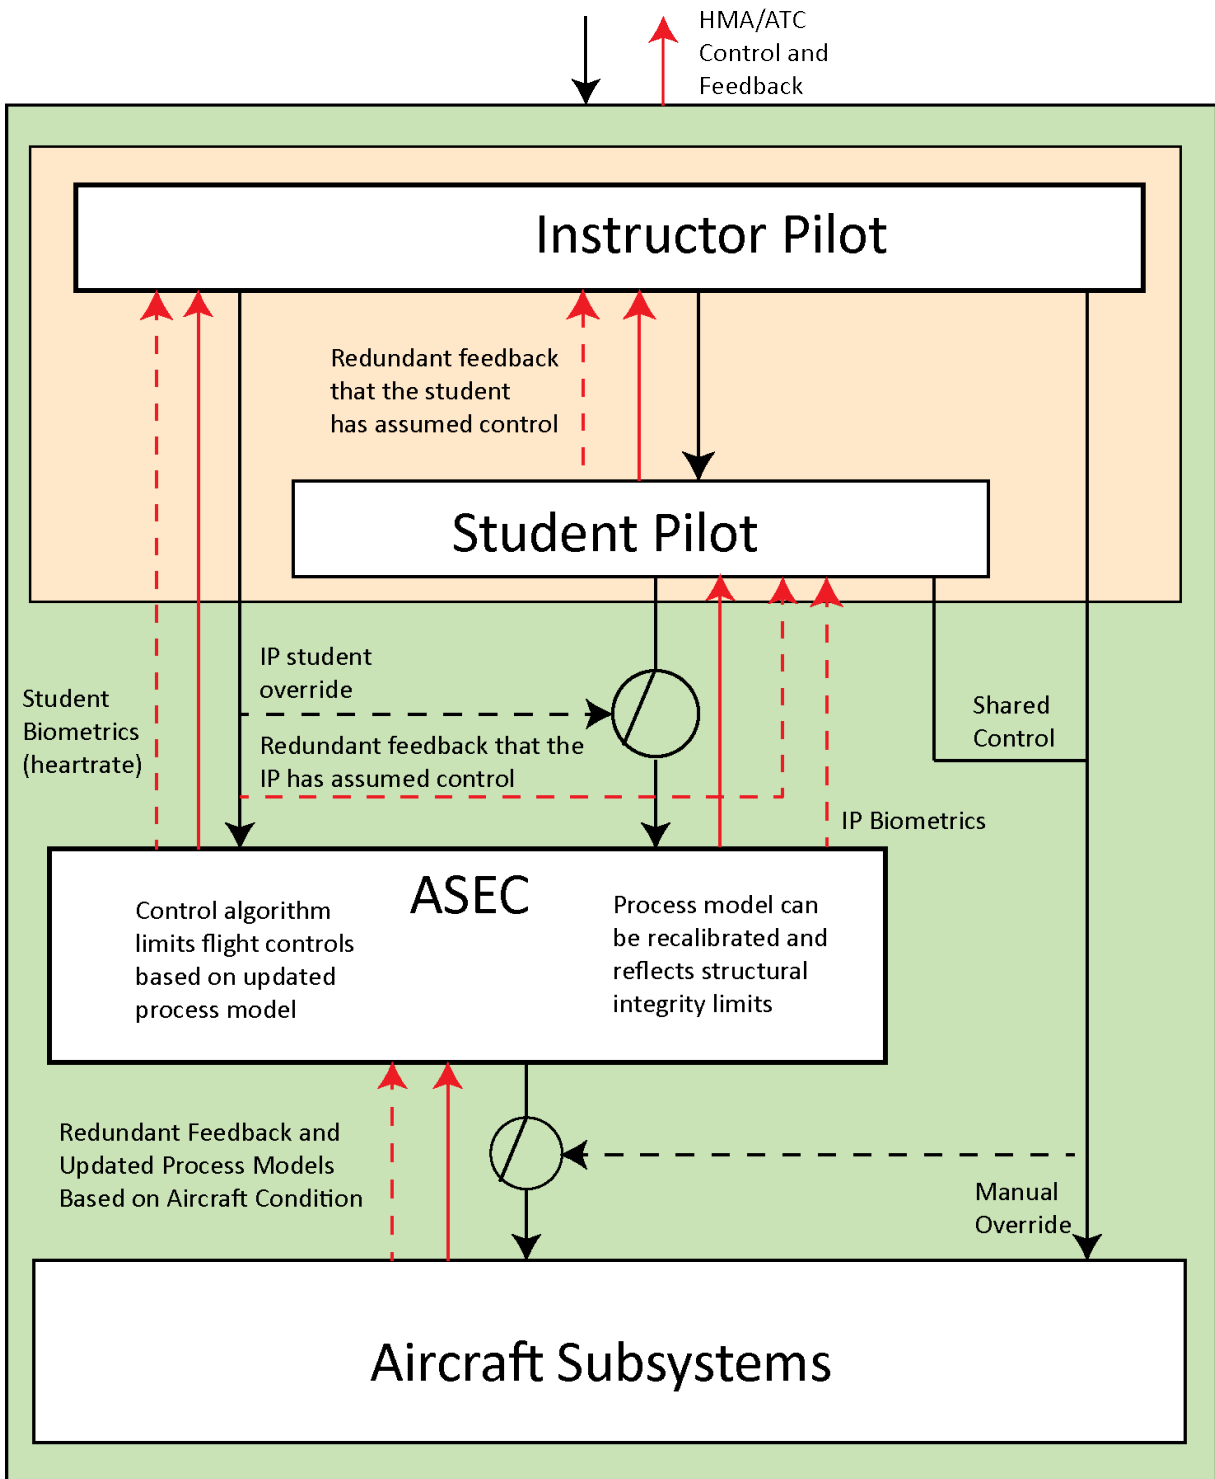 HMA/ATC
Control and
Feedback
Instructor Pilot
Redundant feedback
that the student
has assumed control
Student Pilot
IP student
override
Student
Biometrics
(heartrate)
Redundant feedback that the
IP has assumed control
Shared
Control
IP Biometrics
ASEC
Control algorithm
limits flight controls
based on updated
process model
Process model can
be recalibrated and
reflects structural
integrity limits
Redundant Feedback and
Updated Process Models
Based on Aircraft Condition
Manual
Override
Aircraft Subsystems